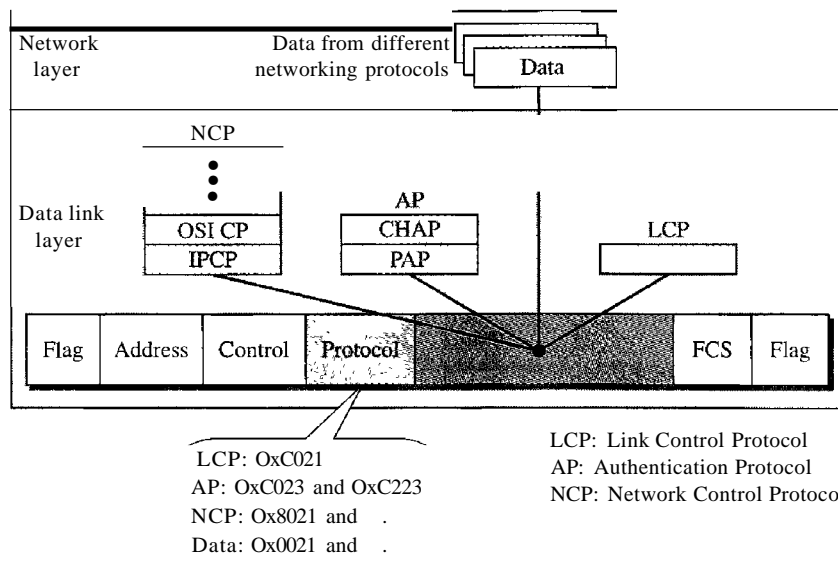 Network
layer
Data from different
networking protocols
Data
NCP
Data link
layer
OSI CP
IPCP
AP
CHAP
PAP
LCP
Flag Address Control Protocol FCS Flag
LCP: OxC021
AP: OxC023 and OxC223
NCP: Ox8021 and .
Data: Ox0021 and .
LCP: Link Control Protocol
AP: Authentication Protocol
NCP: Network Control Protoco